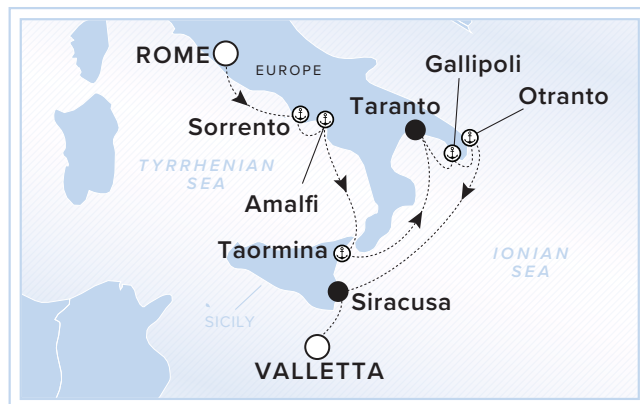 ROME
EUROPE
Gallipoli
Otranto
Taranto
Sorrento
TYRRHENIAN
SEA
Amalfi
Taormina
IONIAN
SEA
Siracusa
SICILY
VALLETTA